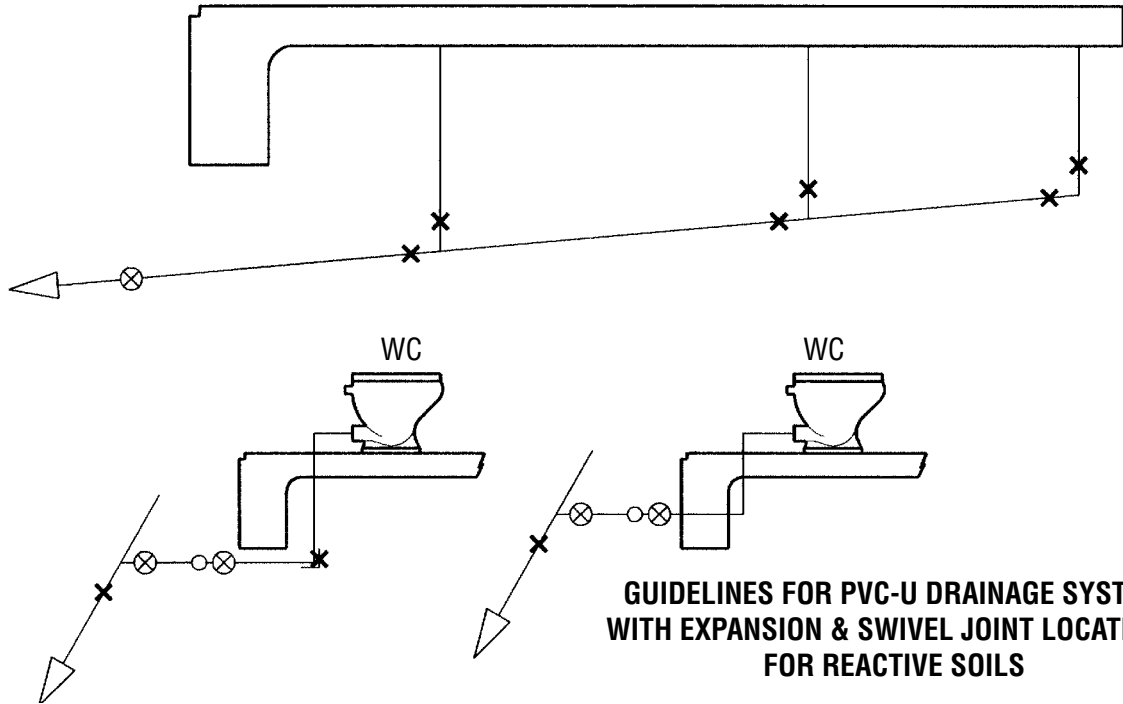 WC
WC
GUIDELINES FOR PVC-U DRAINAGE SYST
WITH EXPANSION & SWIVEL JOINT LOCATI
FOR REACTIVE SOILS